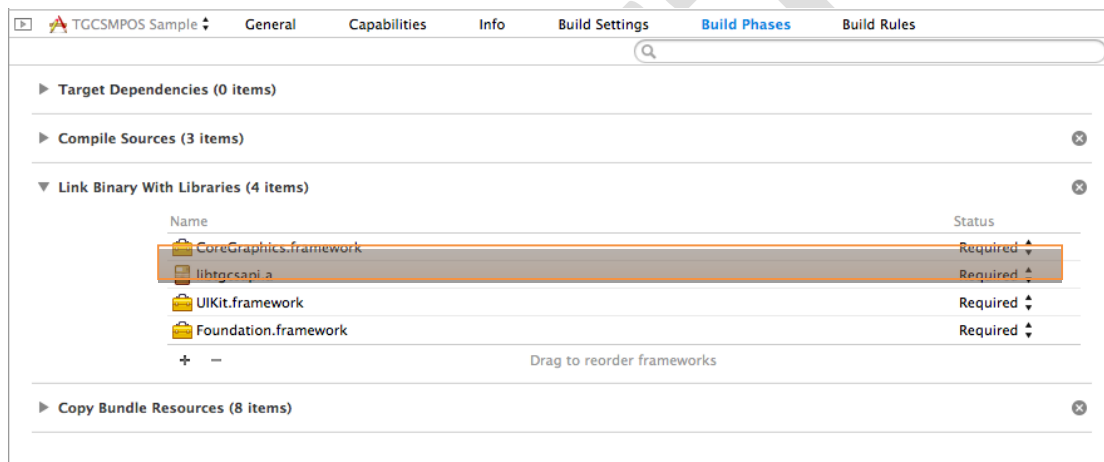 TGCSMPOS Sample General Capabilities Info Build Settings Build Phases Build Rules
Target Dependencies (0 items)
Compile Sources (3 items)
Link Binary With Libraries (4 items)
Name Status
CoreGraphics.framework Required
libtgcsapi.a Required
UIKit.framework Required
Foundation.framework Required
+ − Drag to reorder frameworks
Copy Bundle Resources (8 items)